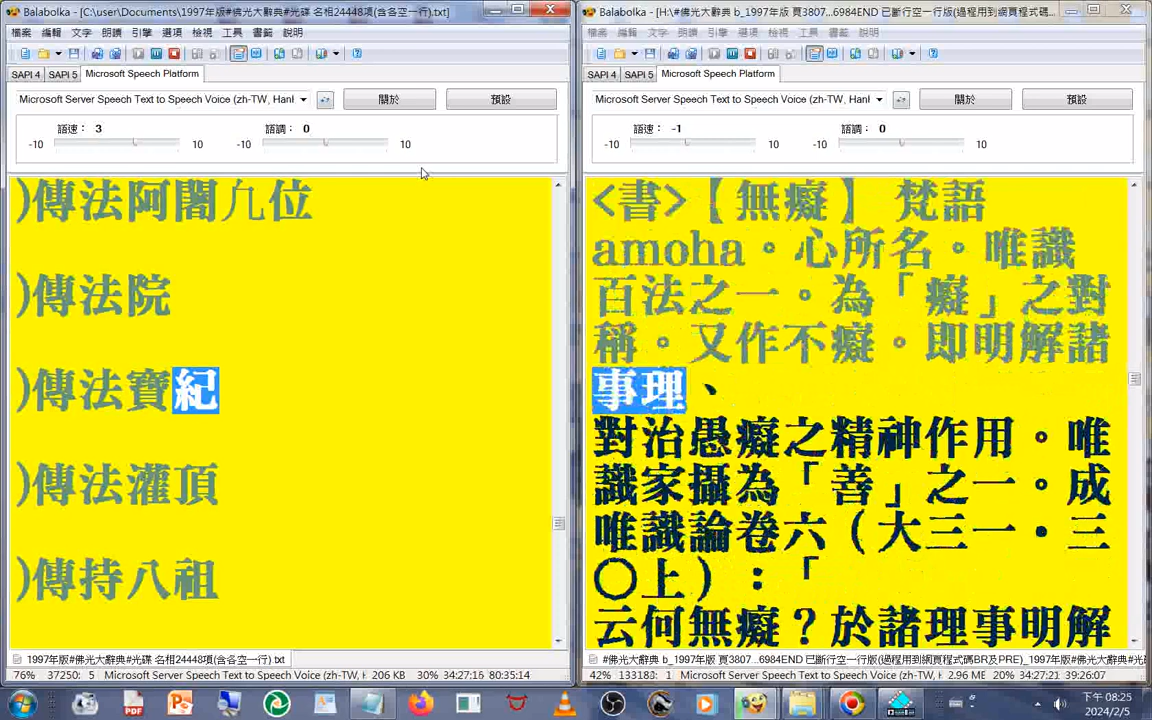 Balabolka - [C:\user\Documents\1997年版#佛光大辭典#光碟 名相24448項(含各空一行).txt]
檔案 編輯 文字 朗讀 引擎 選項 檢視 工具 書籤 說明
SAPI 4 SAPI 5 Microsoft Speech Platform
Microsoft Server Speech Text to Speech Voice (zh-TW, Hanl
關於 預設
語速： 3 語調： 0
-10 10 -10 10
)傳法阿闍几位
)傳法院
)傳法寶紀
)傳法灌頂
)傳持八祖
1997年版#佛光大辭典#光碟 名相24448項(含各空一行).txt
76% 37250: 5 Microsoft Server Speech Text to Speech Voice (zh-TW, H 206 KB 30%: 34:27:16 80:35:14
Balabolka - [H:\#佛光大辭典 b_1997年版 頁3807...6984END 已斷行空一行版(過程用到網頁程式碼
檔案 編輯 文字 朗讀 引擎 選項 檢視 工具 書籤 說明
SAPI 4 SAPI 5 Microsoft Speech Platform
Microsoft Server Speech Text to Speech Voice (zh-TW, Hanl
關於 預設
語速： -1 語調： 0
-10 10 -10 10
<書>【無癡】 梵語
amoha。心所名。唯識
百法之一。為「癡」之對
稱。又作不癡。即明解諸
事理、
對治愚癡之精神作用。唯
識家攝為「善」之一。成
唯識論卷六（大三一．三
〇上）：「
云何無癡？於諸理事明解
#佛光大辭典 b_1997年版 頁3807...6984END 已斷行空一行版(過程用到網頁程式碼BR及PRE)_1997年版#佛光
42% 133188: 1 Microsoft Server Speech Text to Speech Voice (zh-TW, 2.96 ME 20% 34:27:21 39:26:07
下午 08:25
2024/2/5